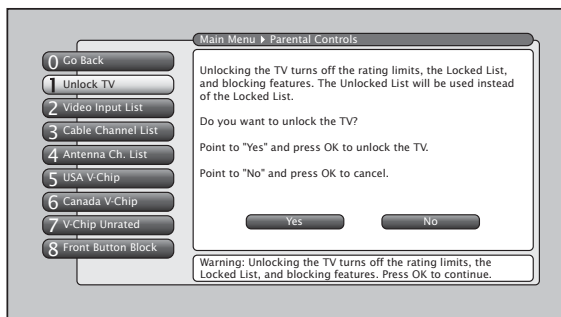 Main Menu ▸ Parental Controls
0 Go Back
1 Unlock TV
2 Video Input List
3 Cable Channel List
4 Antenna Ch. List
5 USA V-Chip
6 Canada V-Chip
7 V-Chip Unrated
8 Front Button Block
Unlocking the TV turns off the rating limits, the Locked List,
and blocking features. The Unlocked List will be used instead
of the Locked List.
Do you want to unlock the TV?
Point to "Yes" and press OK to unlock the TV.
Point to "No" and press OK to cancel.
Yes No
Warning: Unlocking the TV turns off the rating limits, the
Locked List, and blocking features. Press OK to continue.